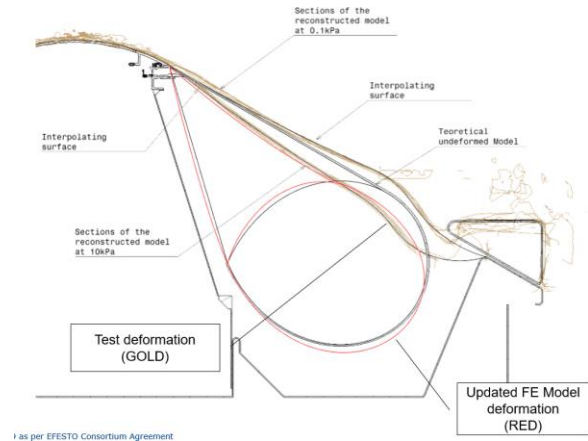 Sections of the
reconstructed model
at 0.1kPa
Interpolating
surface
Teoretical
undeformed Model
Interpolating
surface
Sections of the
reconstructed model
at 10kPa
Test deformation
(GOLD)
Updated FE Model
deformation
(RED)
as per EFESTO Consortium Agreement